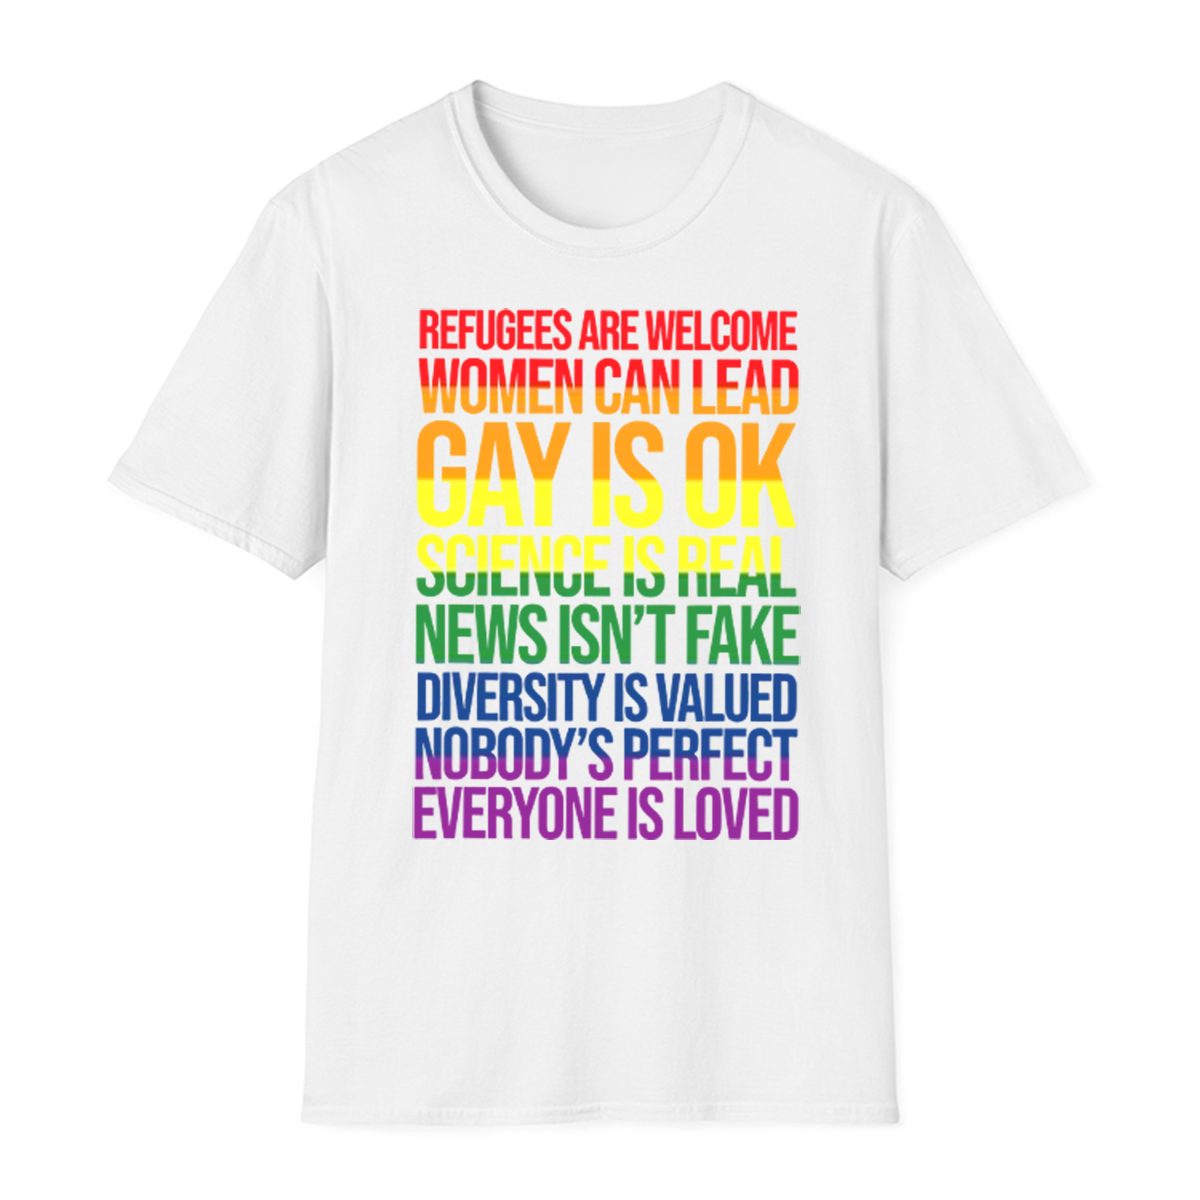 REFUGEES ARE WELCOME
WOMEN CAN LEAD
GAY IS OK
SCIENCE IS REAL
NEWS ISN'T FAKE
DIVERSITY IS VALUED
NOBODY'S PERFECT
EVERYONE IS LOVED